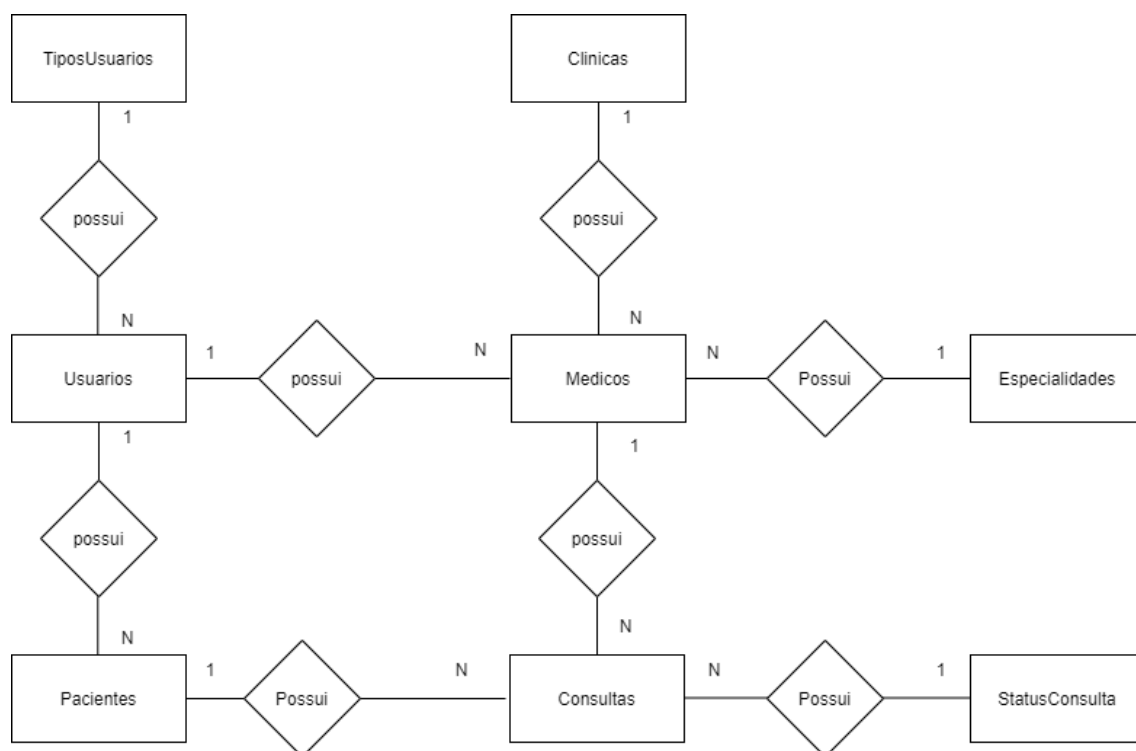 TiposUsuarios
Clinicas
1
1
possui
possui
N
N
1
N
N
1
Usuarios
possui
Medicos
Possui
Especialidades
1
1
possui
possui
N
N
1
N
N
1
Pacientes
Possui
Consultas
Possui
StatusConsulta